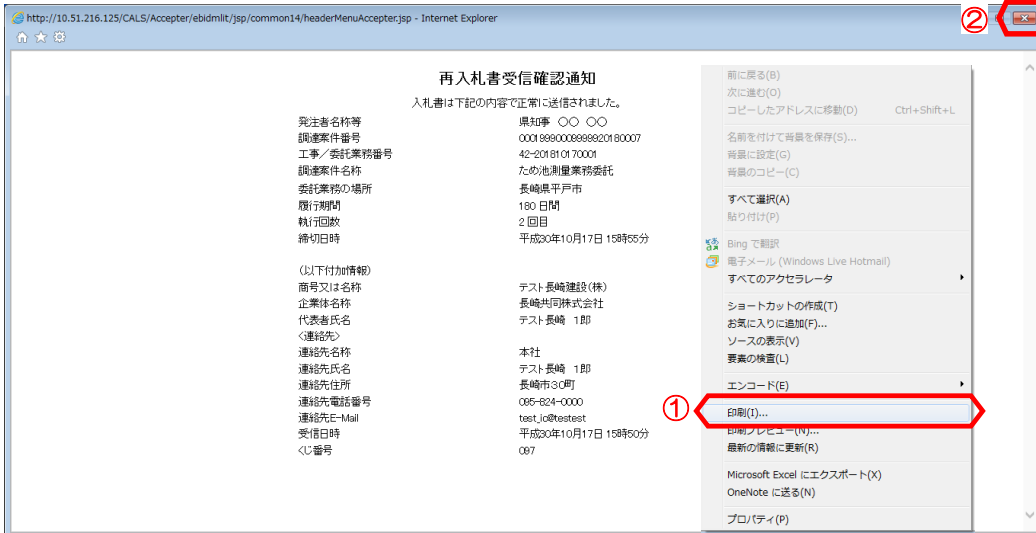 http://10.51.216.125/CALS/Accepter/ebidmlit/jsp/common14/headerMenuAccepter.jsp - Internet Explorer
②
再入札書受信確認通知
入札書は下記の内容で正常に送信されました。
発注者名称等 県知事 〇〇 〇〇
調達案件番号 00019990009999920180007
工事/委託業務番号 42-201810170001
調達案件名称 ため池測量業務委託
委託業務の場所 長崎県平戸市
履行期間 180 日間
執行回数 2 回目
締切日時 平成30年10月17日 15時55分
(以下付加情報)
商号又は名称 テスト長崎建設(株)
企業体名称 長崎共同株式会社
代表者氏名 テスト長崎 1郎
<連絡先>
連絡先名称 本社
連絡先氏名 テスト長崎 1郎
連絡先住所 長崎市30町
連絡先電話番号 095-824-0000
連絡先E-Mail test_ic@testest
受信日時 平成30年10月17日 15時50分
くじ番号 097
前に戻る(B)
次に進む(O)
コピーしたアドレスに移動(D) Ctrl+Shift+L
名前を付けて背景を保存(S)...
背景に設定(G)
背景のコピー(C)
すべて選択(A)
貼り付け(P)
Bing で翻訳
電子メール (Windows Live Hotmail)
すべてのアクセラレータ
ショートカットの作成(T)
お気に入りに追加(F)...
ソースの表示(V)
要素の検査(L)
エンコード(E)
①
印刷(I)...
印刷プレビュー(N)...
最新の情報に更新(R)
Microsoft Excel にエクスポート(X)
OneNote に送る(N)
プロパティ(P)